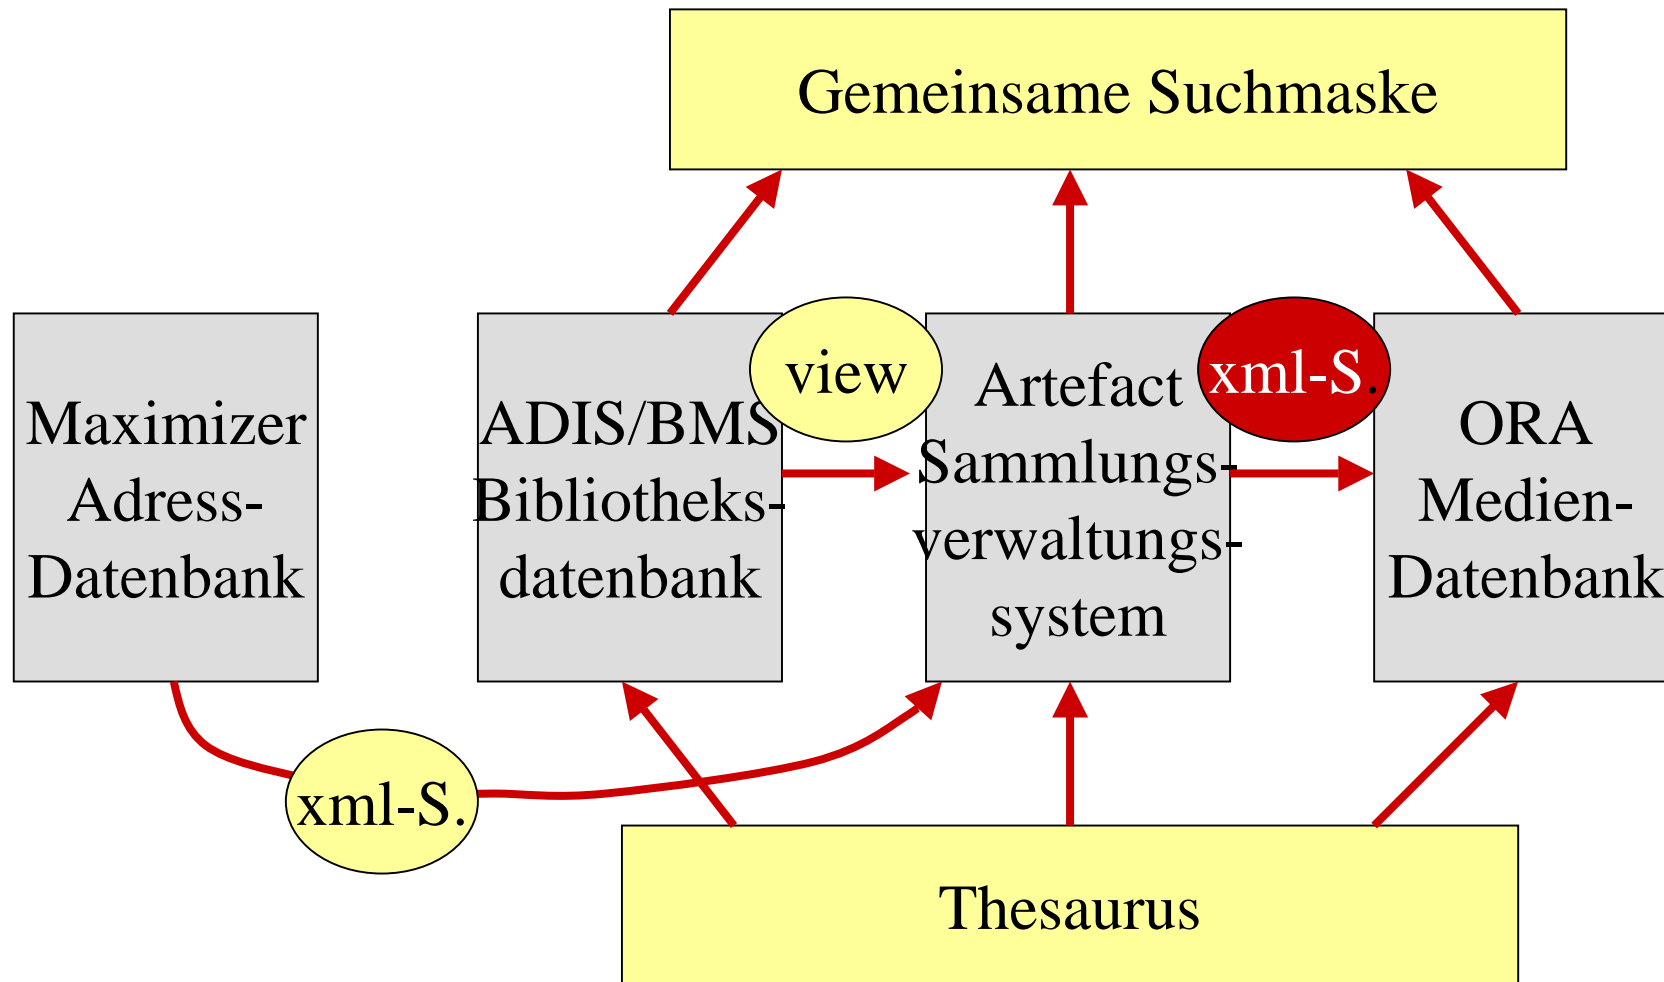 Gemeinsame Suchmaske
Maximizer
Adress-
Datenbank
ADIS/BMS
Bibliotheks-
datenbank
view
Artefact
Sammlungs-
verwaltungs-
system
xml-S.
ORA
Medien-
Datenbank
xml-S.
Thesaurus